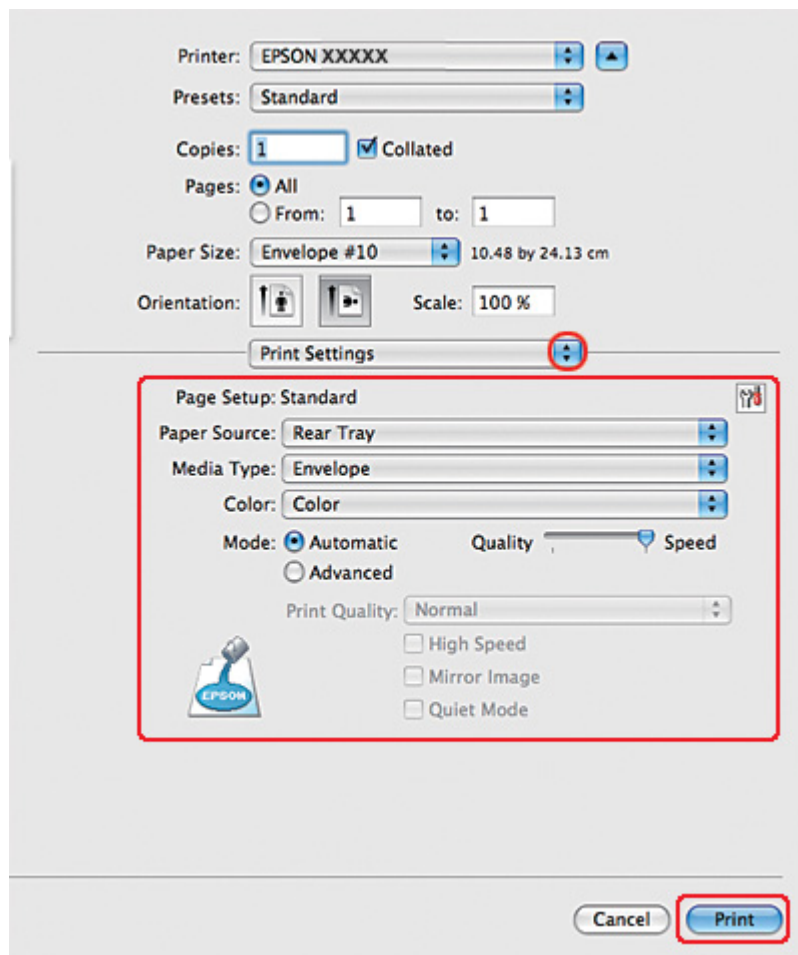 Printer: EPSON XXXXX
Presets: Standard
Copies: 1 Collated
Pages: All
From: 1 to: 1
Paper Size: Envelope #10 10.48 by 24.13 cm
Orientation: Scale: 100 %
Print Settings
Page Setup: Standard
Paper Source: Rear Tray
Media Type: Envelope
Color: Color
Mode: Automatic Quality Speed
Advanced
Print Quality: Normal
High Speed
Mirror Image
EPSON
Quiet Mode
Cancel Print